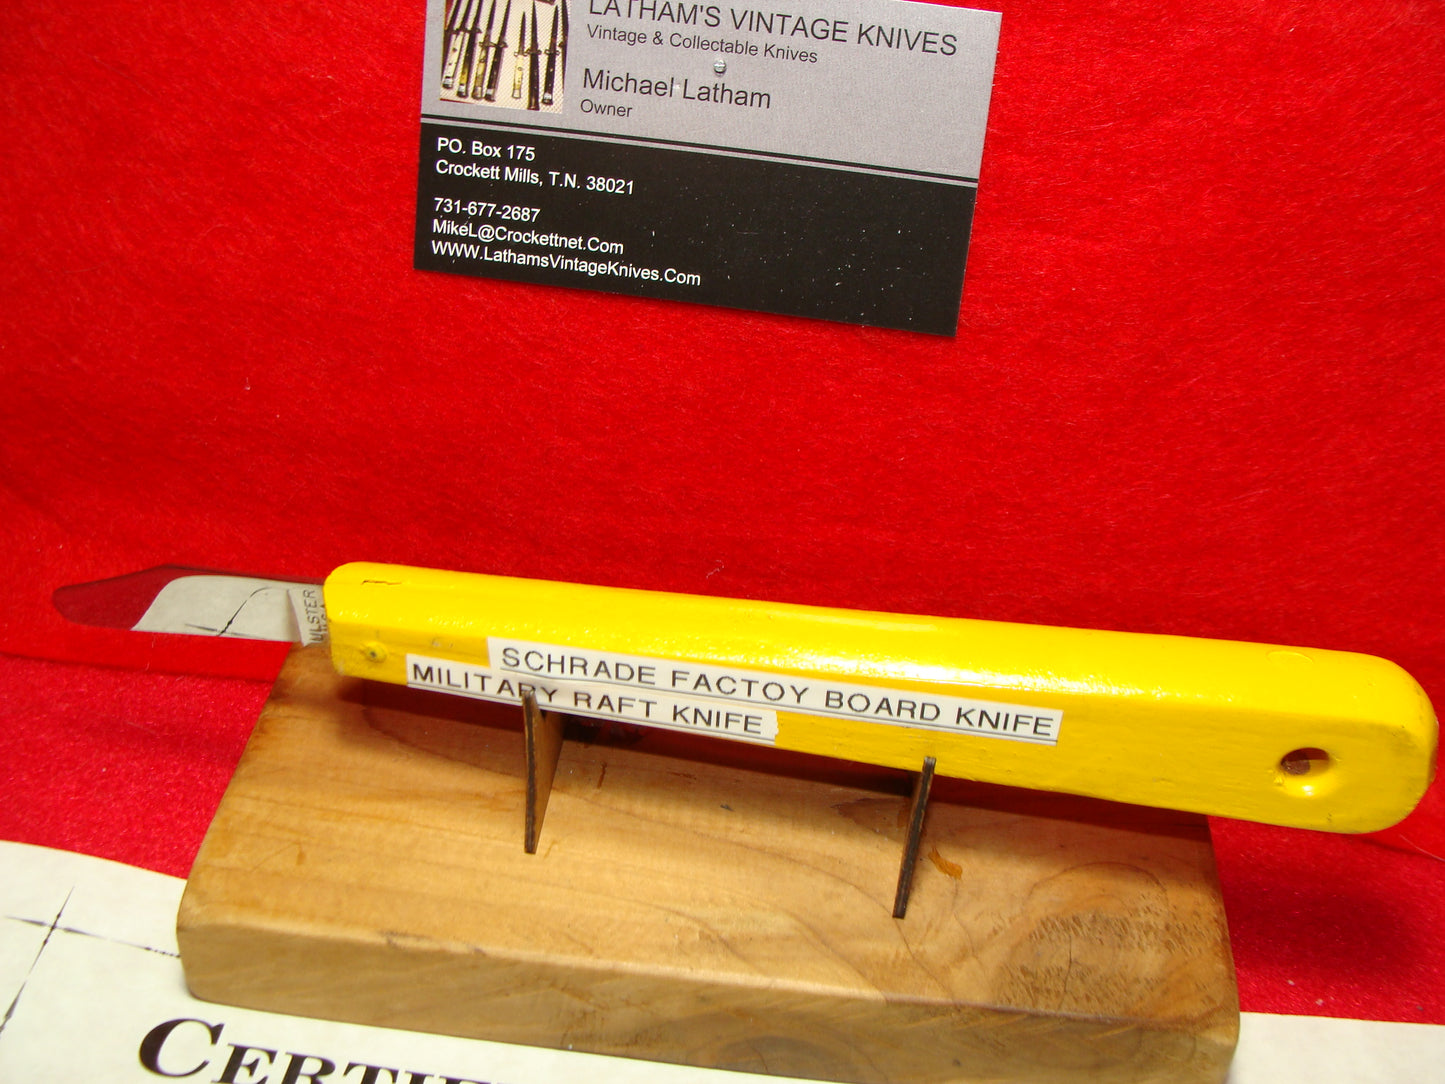 LATHAM'S VINTAGE KNIVES
Vintage & Collectable Knives
Michael Latham
Owner
PO. Box 175
Crockett Mills, T.N. 38021
731-677-2687
MikeL@Crockettnet.Com
WWW.LathamsVintageKnives.Com
ULSTER
SCHRADE FACTOY BOARD KNIFE
MILITARY RAFT KNIFE